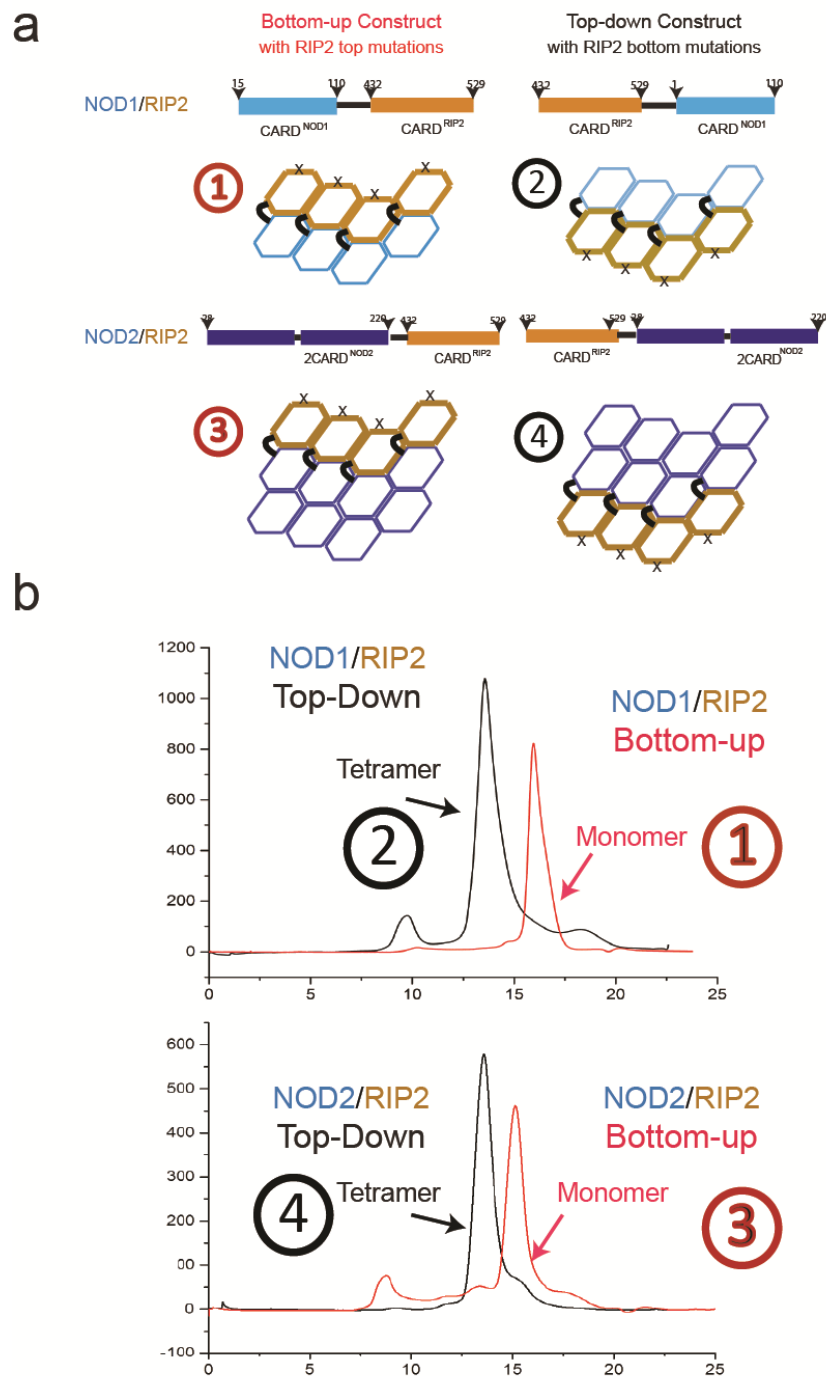 a
Bottom-up Construct
with RIP2 top mutations
Top-down Construct
with RIP2 bottom mutations
NOD1/RIP2
15 110 432 529
CARD^NOD1 CARD^RIP2
432 529 1 110
CARD^RIP2 CARD^NOD1
1
x x x x
2
x x x x
NOD2/RIP2
28 220 432 529
2CARD^NOD2 CARD^RIP2
432 529 28 220
CARD^RIP2 2CARD^NOD2
3
x x x x
4
x x x x
b
1200
1000
800
600
400
200
0
NOD1/RIP2
Top-Down
NOD1/RIP2
Bottom-up
Tetramer
2
Monomer
1
0 5 10 15 20 25
600
500
400
300
200
00
0
-100
NOD2/RIP2
Top-Down
NOD2/RIP2
Bottom-up
4
Tetramer
Monomer
3
0 5 10 15 20 25